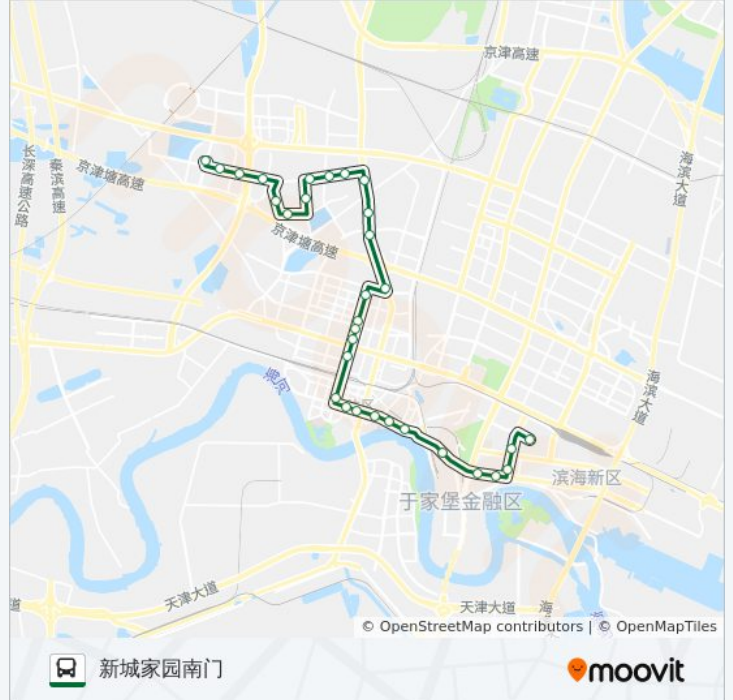 京津高速
海滨大道
长深高速公路
秦滨高速
京津塘高速
京津塘高速
海滨大道
滨海新区
于家堡金融区
天津大道
天津大道
海
道
© OpenStreetMap contributors | © OpenMapTiles
新城家园南门
moovit